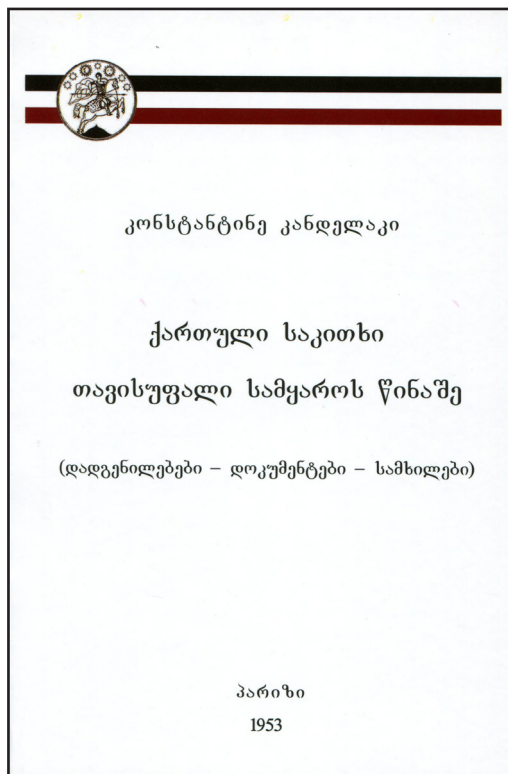 კონსტანტინე კანდელაკი
ქართული საკითხი
თავისუფალი სამყაროს წინაშე
(დადგენილებები – დოკუმენტები – სამხილები)
პარიზი
1953